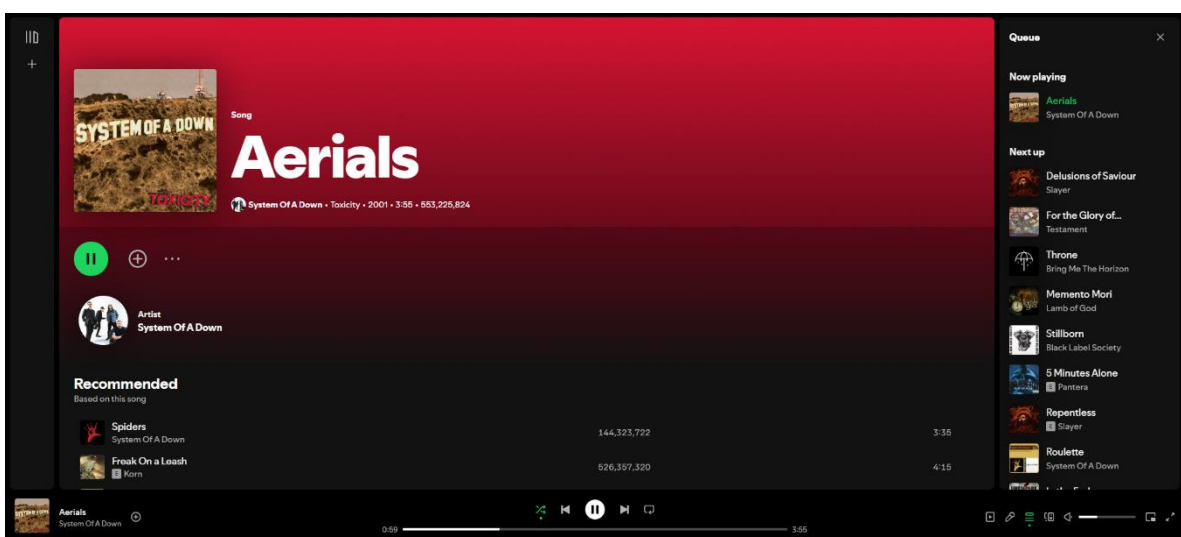 SYSTEM OF A DOWN
TOXICITY
Song
Aerials
System Of A Down • Toxicity • 2001 • 3:55 • 553,225,824
Artist
System Of A Down
Recommended
Based on this song
Spiders
System Of A Down
144,323,722
3:35
Freak On a Leash
E Korn
526,357,320
4:15
Queue
Now playing
Aerials
System Of A Down
Next up
Delusions of Saviour
Slayer
For the Glory of...
Testament
Throne
Bring Me The Horizon
Memento Mori
Lamb of God
Stillborn
Black Label Society
5 Minutes Alone
E Pantera
Repentless
E Slayer
Roulette
System Of A Down
Aerials
System Of A Down
0:59
3:55